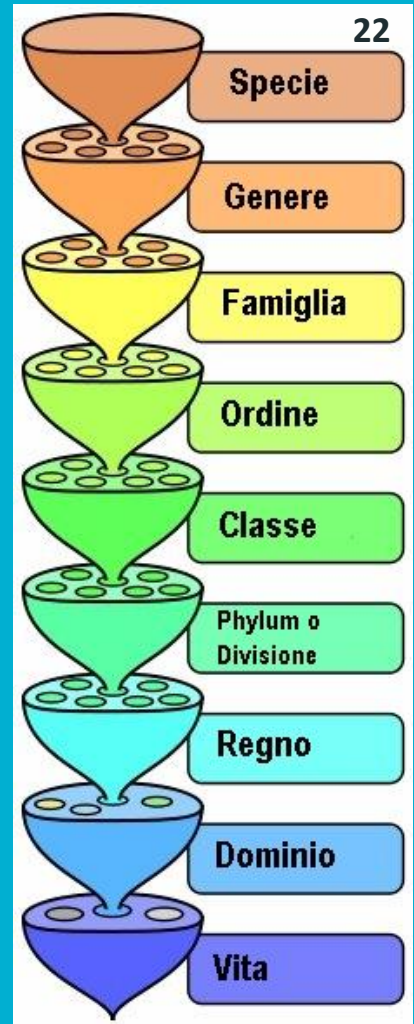 22
Specie
Genere
Famiglia
Ordine
Classe
Phylum o
Divisione
Regno
Dominio
Vita